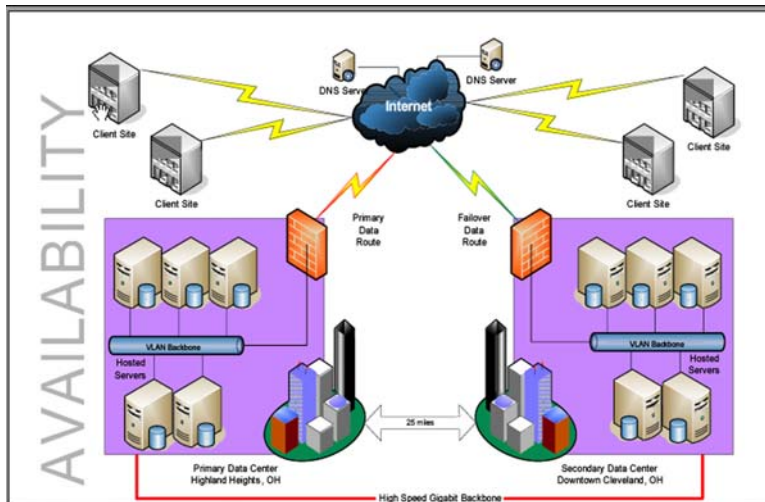 AVAILABILITY
DNS Server
DNS Server
Internet
Client Site
Client Site
Client Site
Client Site
Primary
Data
Route
Failover
Data
Route
VLAN Backbone
Hosted
Servers
VLAN Backbone
Hosted
Servers
25 miles
Primary Data Center
Highland Heights, OH
Secondary Data Center
Downtown Cleveland, OH
High Speed Gigabit Backbone